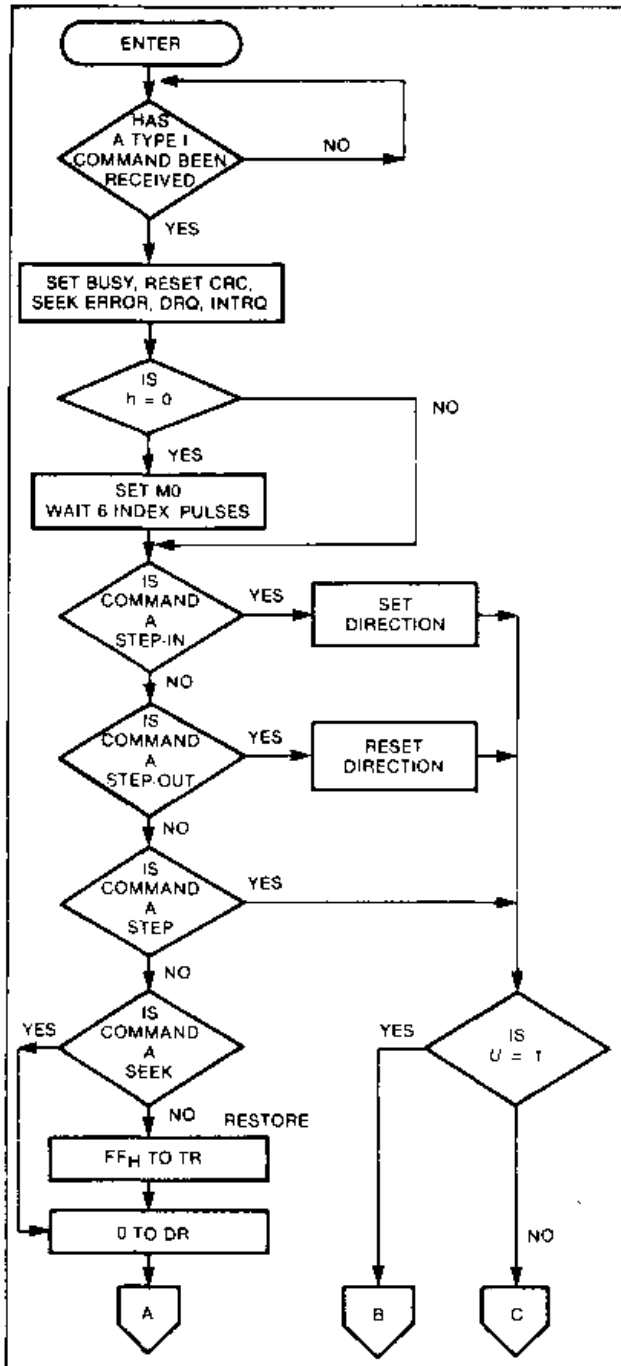 ENTER
HAS
A TYPE I
COMMAND BEEN
RECEIVED
NO
YES
SET BUSY, RESET CRC,
SEEK ERROR, DRQ, INTRQ
IS
h = 0
NO
YES
SET M0
WAIT 6 INDEX PULSES
IS
COMMAND
A
STEP-IN
YES
SET
DIRECTION
NO
IS
COMMAND
A
STEP-OUT
YES
RESET
DIRECTION
NO
IS
COMMAND
A
STEP
YES
NO
IS
COMMAND
A
SEEK
YES
NO
RESTORE
IS
U = 1
YES
NO
FFH TO TR
0 TO DR
A
B
C